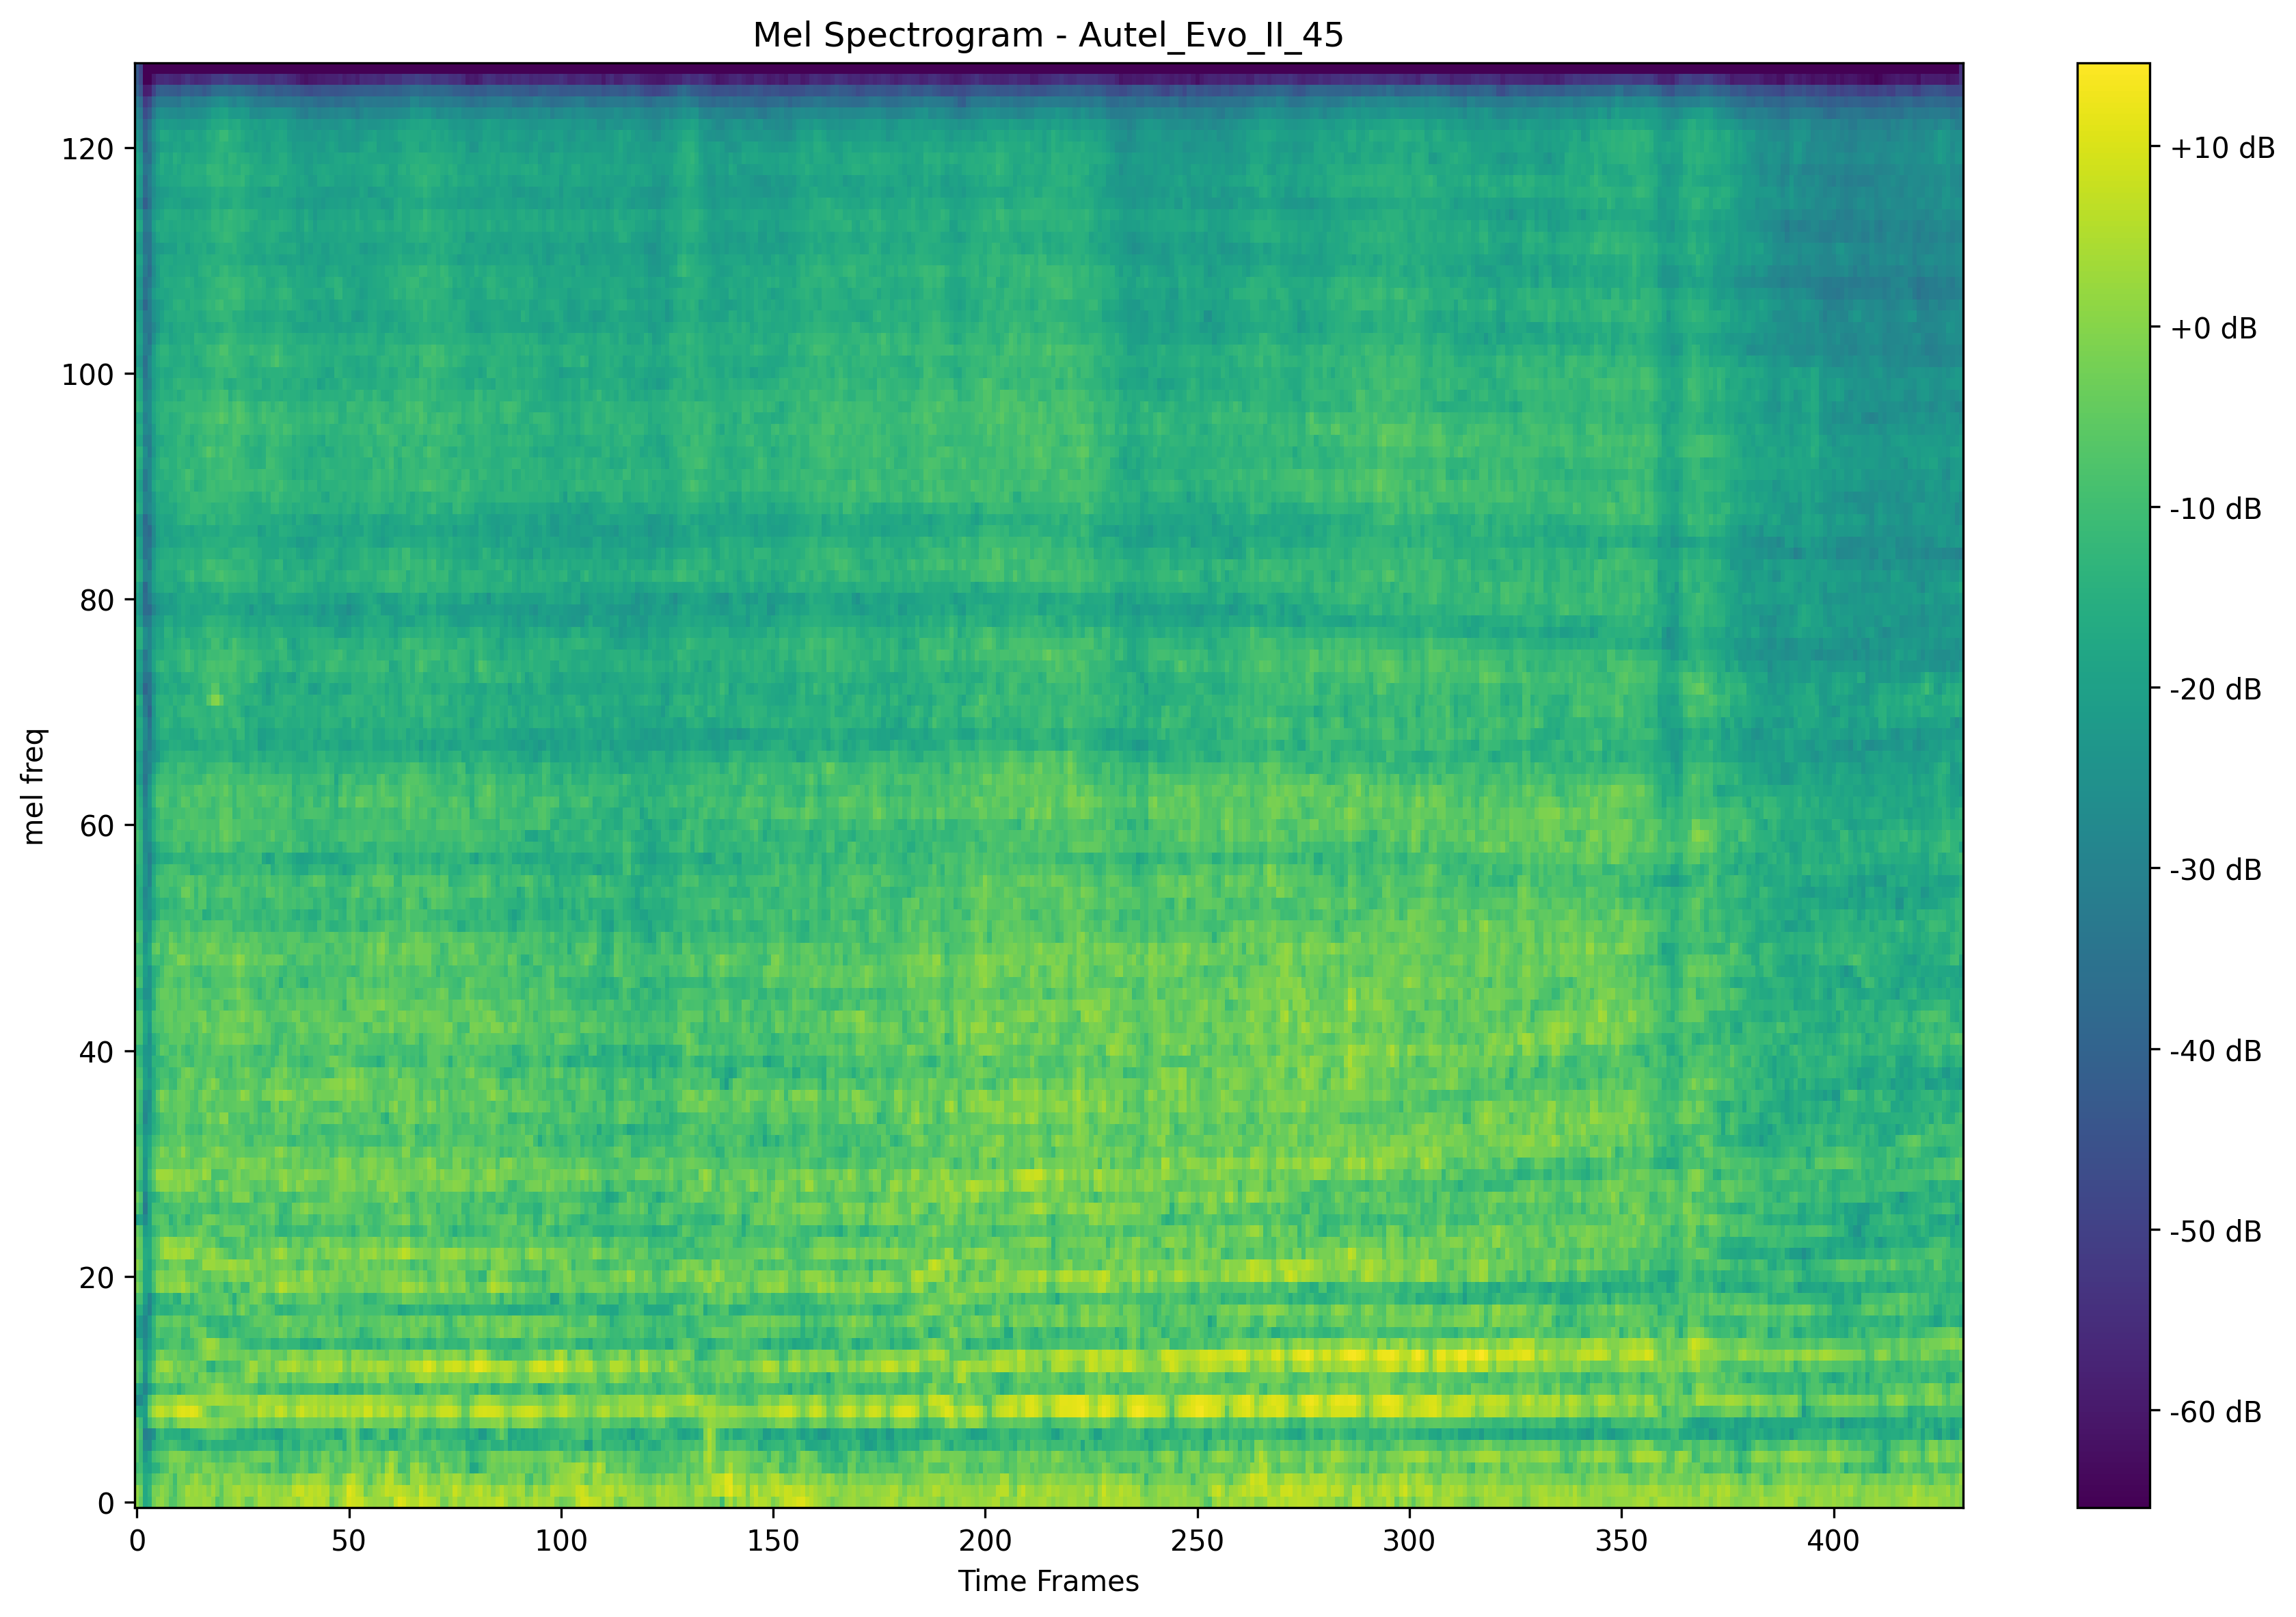 Mel Spectrogram - Autel_Evo_II_45
120
100
80
60
40
20
0
mel freq
0 50 100 150 200 250 300 350 400
Time Frames
+10 dB
+0 dB
-10 dB
-20 dB
-30 dB
-40 dB
-50 dB
-60 dB